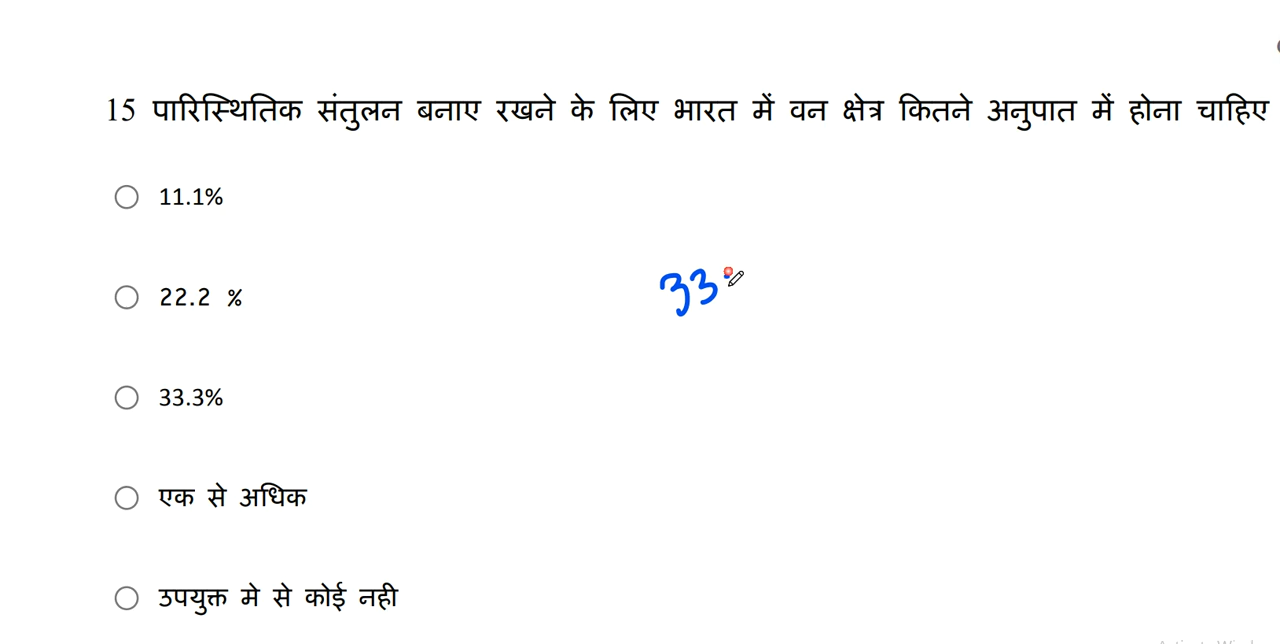 15 पारिस्थितिक संतुलन बनाए रखने के लिए भारत में वन क्षेत्र कितने अनुपात में होना चाहिए
11.1%
22.2 %
33
33.3%
एक से अधिक
उपयुक्त मे से कोई नही